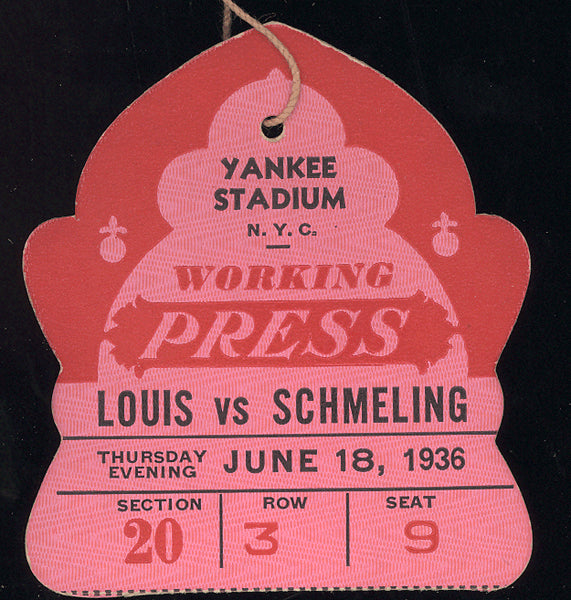 YANKEE
STADIUM
N. Y. C.
WORKING
PRESS
LOUIS VS SCHMELING
THURSDAY EVENING JUNE 18, 1936
SECTION ROW SEAT
20 3 9